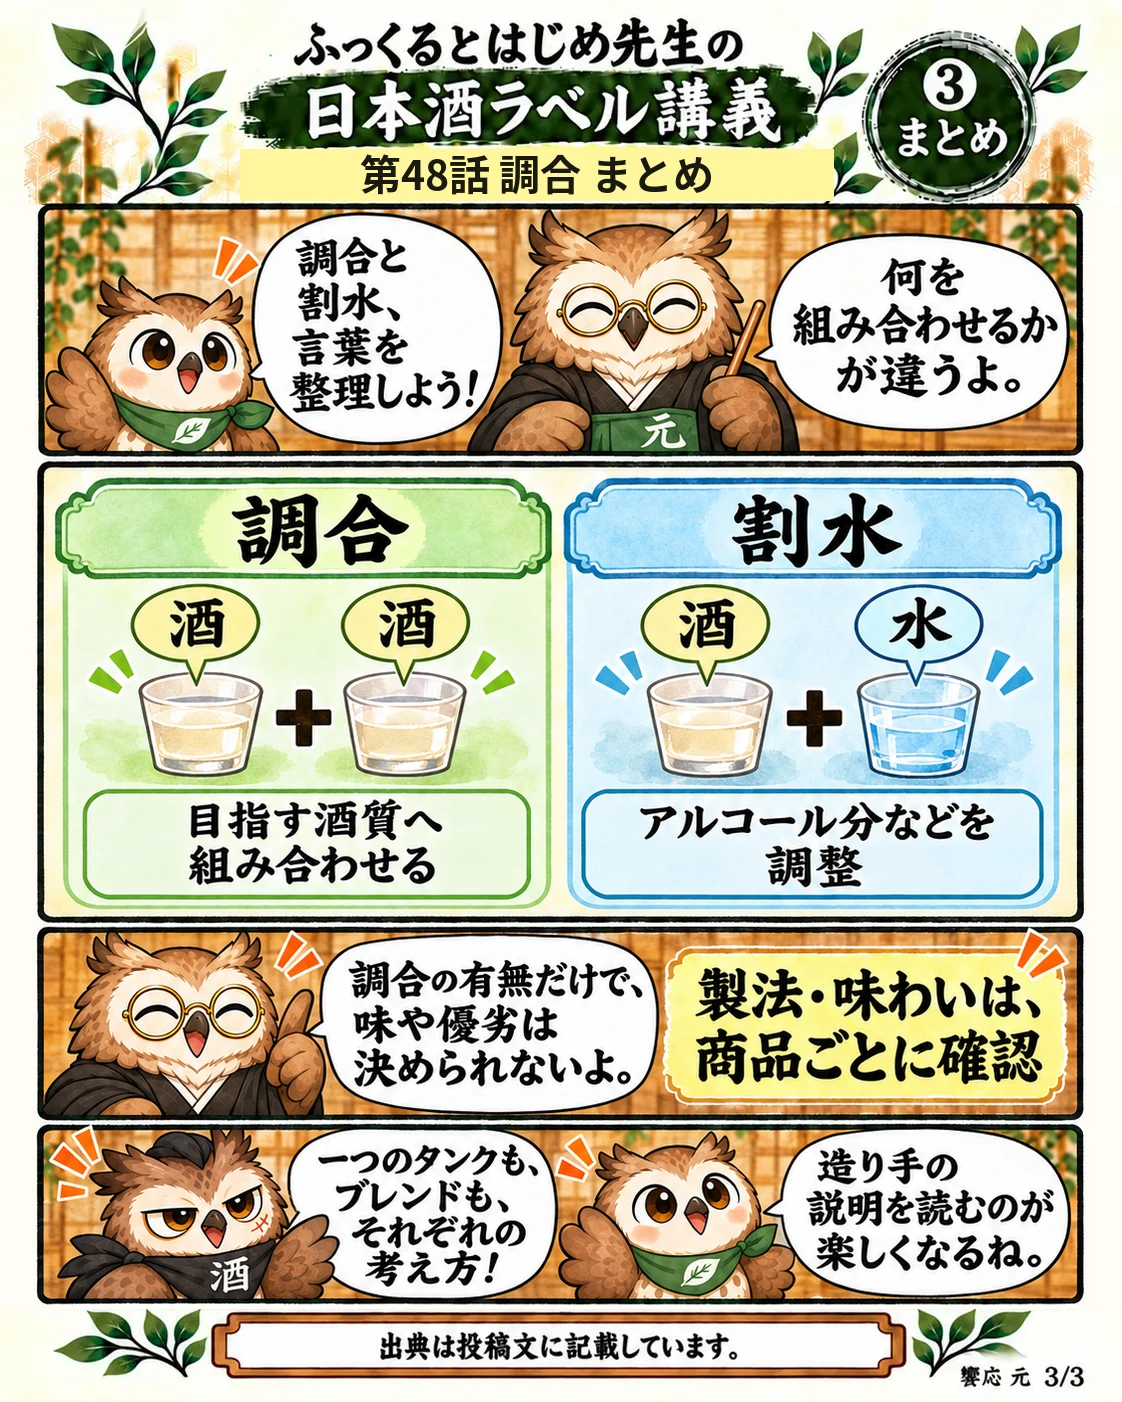 ふっくるとはじめ先生の
日本酒ラベル講義
3
まとめ
第48話 調合 まとめ
調合と
割水、
言葉を
整理しよう!
元
何を
組み合わせるか
が違うよ。
調合
酒
酒
目指す酒質へ
組み合わせる
割水
酒
水
アルコール分などを
調整
調合の有無だけで、
味や優劣は
決められないよ。
製法・味わいは、
商品ごとに確認
酒
一つのタンクも、
ブレンドも、
それぞれの
考え方!
造り手の
説明を読むのが
楽しくなるね。
出典は投稿文に記載しています。
饗応 元 3/3